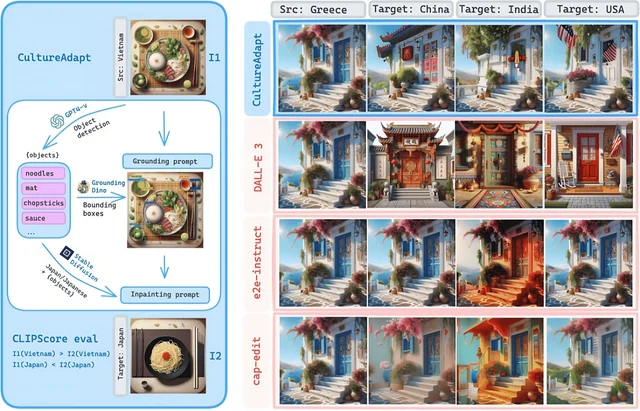 CultureAdapt
Src: Vietnam
I1
GPT4-v
Object
detection
{objects}
noodles
mat
chopsticks
sauce
...
Grounding prompt
Grounding
Dino
Bounding
boxes
Stable
Diffusion
Japan/Japanese
+ {objects}
Inpainting prompt
CLIPScore eval
I1(Vietnam) > I2(Vietnam)
I1(Japan) < I2(Japan)
Target: Japan
I2
Src: Greece
Target: China
Target: India
Target: USA
CultureAdapt
DALL-E 3
e2e-instruct
cap-edit